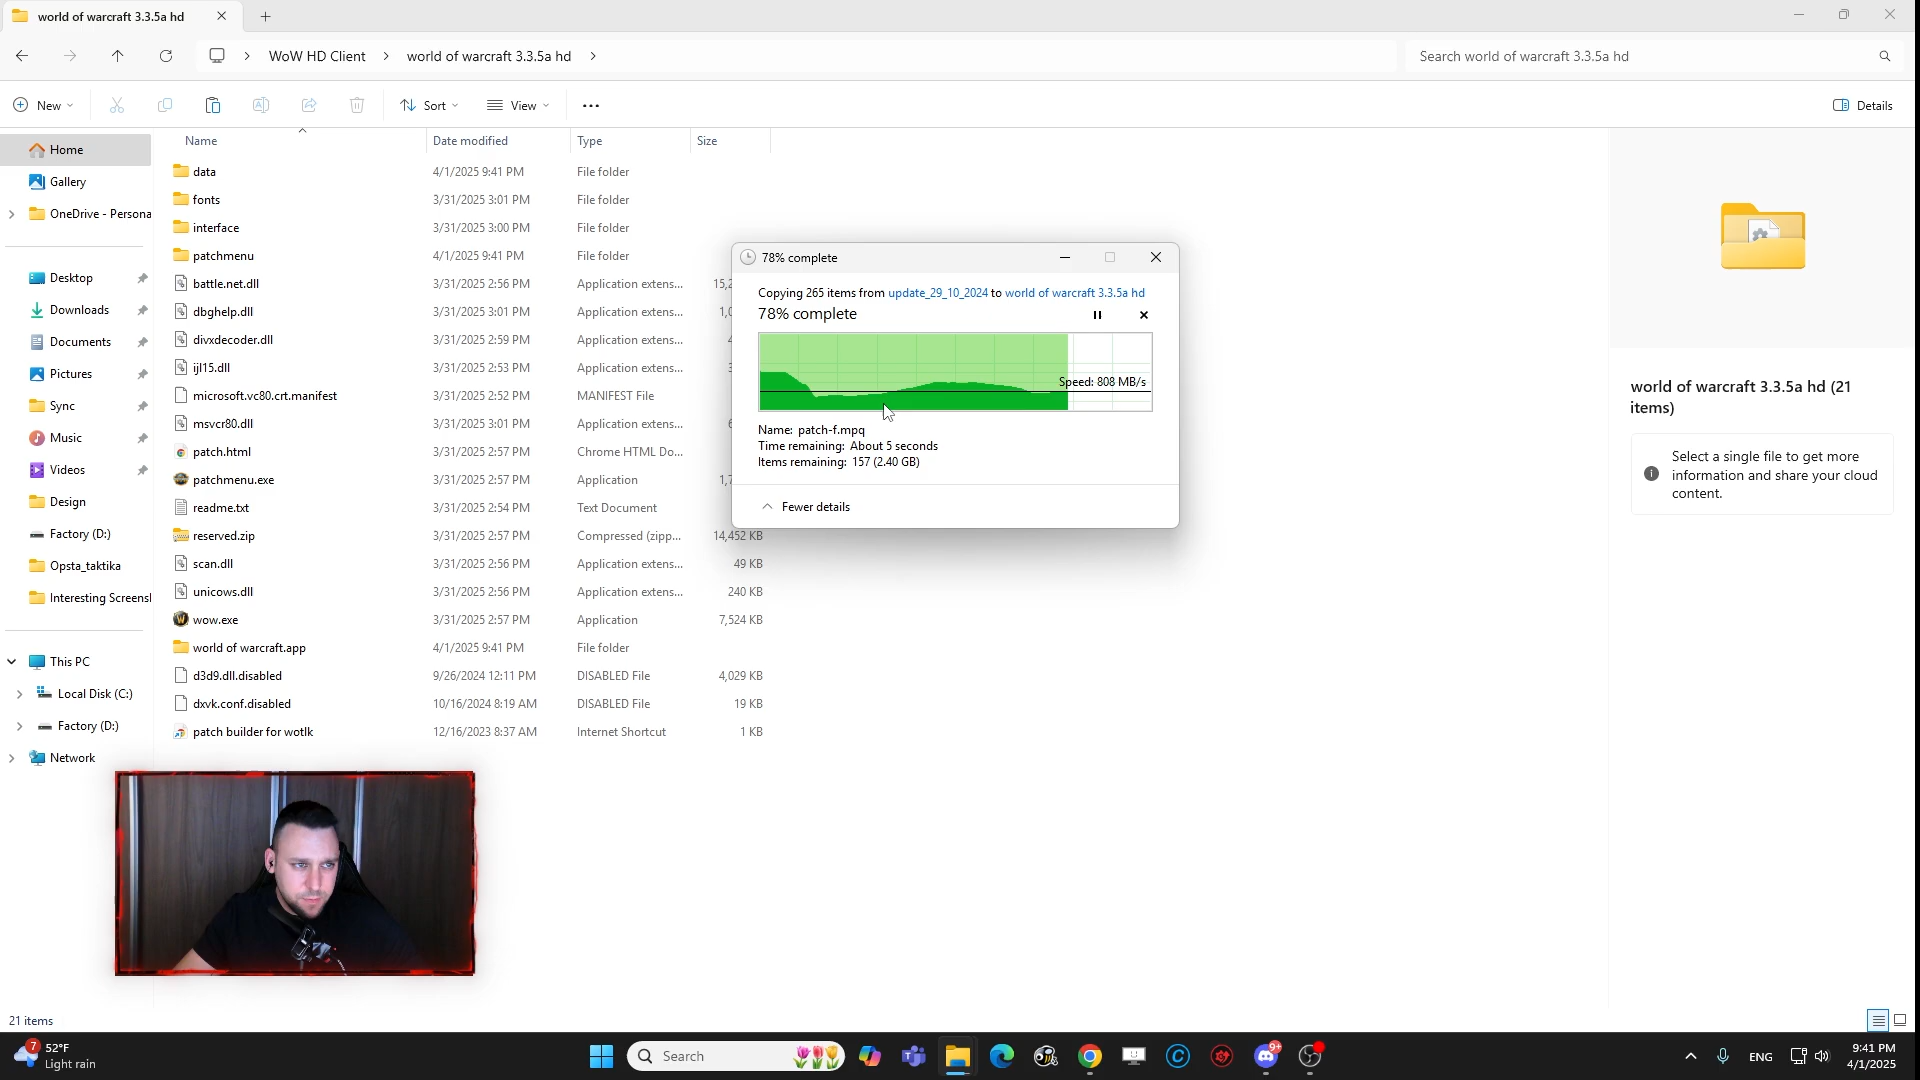 world of warcraft 3.3.5a hd
WoW HD Client
world of warcraft 3.3.5a hd
Search world of warcraft 3.3.5a hd
New
Sort
View
Details
Name Date modified Type Size
Home
Gallery
OneDrive - Persona
Desktop
Downloads
Documents
Pictures
Sync
Music
Videos
Design
Factory (D:)
Opsta_taktika
Interesting Screensl
This PC
Local Disk (C:)
Factory (D:)
Network
data 4/1/2025 9:41 PM File folder
fonts 3/31/2025 3:01 PM File folder
interface 3/31/2025 3:00 PM File folder
patchmenu 4/1/2025 9:41 PM File folder
battle.net.dll 3/31/2025 2:56 PM Application extens... 15,2
dbghelp.dll 3/31/2025 3:01 PM Application extens... 1,0
divxdecoder.dll 3/31/2025 2:59 PM Application extens...
ijl15.dll 3/31/2025 2:53 PM Application extens...
microsoft.vc80.crt.manifest 3/31/2025 2:52 PM MANIFEST File
msvcr80.dll 3/31/2025 3:01 PM Application extens...
patch.html 3/31/2025 2:57 PM Chrome HTML Do...
patchmenu.exe 3/31/2025 2:57 PM Application 1,7
readme.txt 3/31/2025 2:54 PM Text Document
reserved.zip 3/31/2025 2:57 PM Compressed (zipp... 14,452 KB
scan.dll 3/31/2025 2:56 PM Application extens... 49 KB
unicows.dll 3/31/2025 2:56 PM Application extens... 240 KB
wow.exe 3/31/2025 2:57 PM Application 7,524 KB
world of warcraft.app 4/1/2025 9:41 PM File folder
d3d9.dll.disabled 9/26/2024 12:11 PM DISABLED File 4,029 KB
dxvk.conf.disabled 10/16/2024 8:19 AM DISABLED File 19 KB
patch builder for wotlk 12/16/2023 8:37 AM Internet Shortcut 1 KB
78% complete
Copying 265 items from update_29_10_2024 to world of warcraft 3.3.5a hd
78% complete
Speed: 808 MB/s
Name: patch-f.mpq
Time remaining: About 5 seconds
Items remaining: 157 (2.40 GB)
Fewer details
world of warcraft 3.3.5a hd (21
items)
Select a single file to get more
information and share your cloud
content.
21 items
7
52°F
Light rain
Search
9+
ENG
9:41 PM
4/1/2025